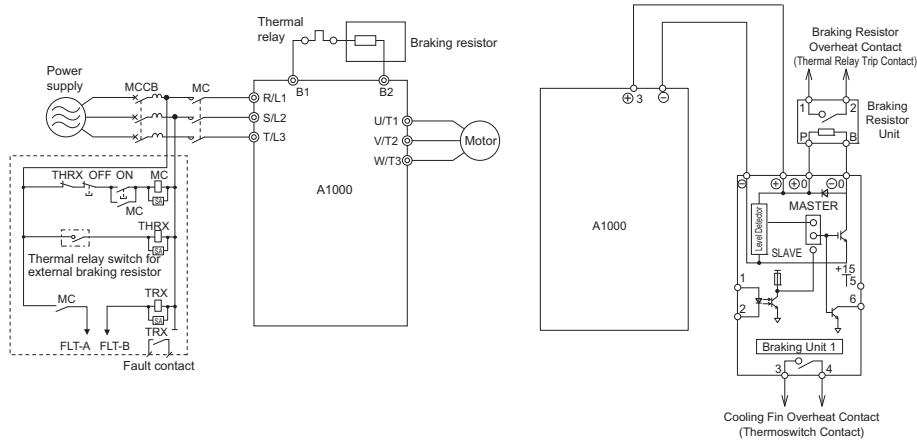 Thermal
relay
Braking resistor
Power
supply
MCCB
MC
B1
B2
R/L1
S/L2
T/L3
U/T1
V/T2
W/T3
Motor
A1000
THRX OFF ON MC
SA
MC
THRX
SA
Thermal relay switch for
external braking resistor
MC
TRX
SA
FLT-A
FLT-B
TRX
Fault contact
⊕ 3
⊖
A1000
Braking Resistor
Overheat Contact
(Thermal Relay Trip Contact)
1
2
P
B
Braking
Resistor
Unit
⊖
⊕
⊕0
⊖0
MASTER
Level Detector
SLAVE
+15
5
1
2
6
Braking Unit 1
3
4
Cooling Fin Overheat Contact
(Thermoswitch Contact)